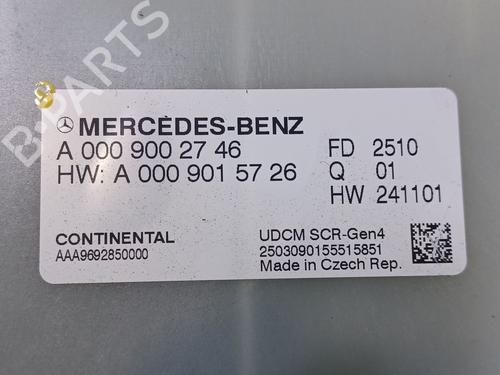 B-PARTS
MERCEDES-BENZ
A 000 900 27 46
HW: A 000 901 57 26
FD 2510
Q 01
HW 241101
CONTINENTAL
AAA9692850000
UDCM SCR-Gen4
2503090155515851
Made in Czech Rep.